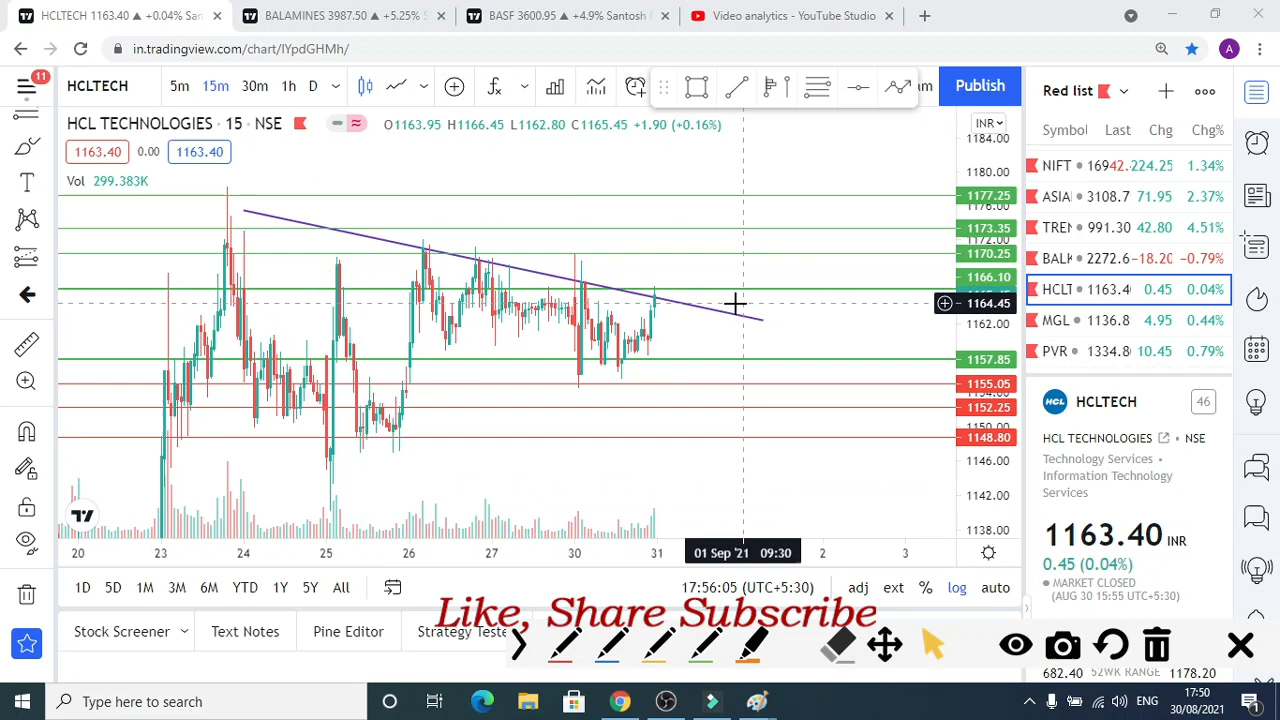 HCLTECH 1163.40 ▲ +0.04% San
BALAMINES 3987.50 ▲ +5.25% S
BASF 3600.95 ▲ +4.9% Santosh
Video analytics - YouTube Studio
in.tradingview.com/chart/IYpdGHMh/
A
11
HCLTECH 5m 15m 30m 1h D
Publish
HCL TECHNOLOGIES · 15 · NSE
O1163.95 H1166.45 L1162.80 C1165.45 +1.90 (+0.16%)
1163.40 0.00 1163.40
Vol 299.383K
INR
1184.00
1180.00
1177.25
1176.00
1173.35
1172.00
1170.25
1166.10
1164.45
1162.00
1157.85
1155.05
1152.25
1150.00
1148.80
1146.00
1142.00
1138.00
20 23 24 25 26 27 30 31 01 Sep '21 09:30 2 3
1D 5D 1M 3M 6M YTD 1Y 5Y All
17:56:05 (UTC+5:30) adj ext % log auto
Like, Share Subscribe
Stock Screener Text Notes Pine Editor Strategy Teste
Red list
Symbol Last Chg Chg%
NIFT 16942. 224.25 1.34%
ASIA 3108.7 71.95 2.37%
TREN 991.30 42.80 4.51%
BALK 2272.6 −18.20 −0.79%
HCLT 1163.4 0.45 0.04%
MGL 1136.8 4.95 0.44%
PVR 1334.8 10.45 0.79%
HCL HCLTECH 46
HCL TECHNOLOGIES · NSE
Technology Services ·
Information Technology
Services
1163.40 INR
0.45 (0.04%)
MARKET CLOSED
(AUG 30 15:55 UTC+5:30)
682.40 52WK RANGE 1178.20
Type here to search
ENG
17:50
30/08/2021
1